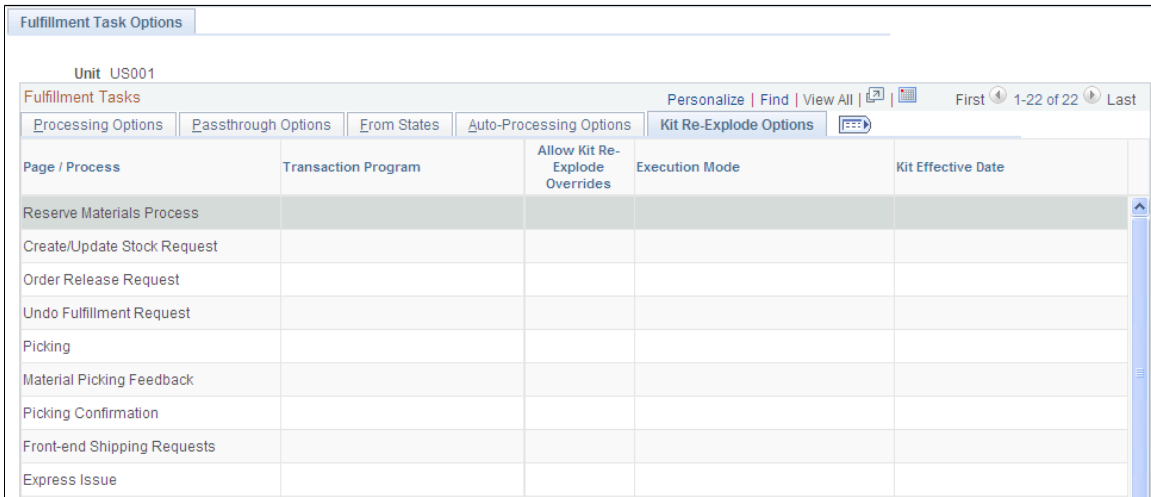 Fulfillment Task Options
Unit US001
Fulfillment Tasks Personalize | Find | View All | | First 1-22 of 22 Last
Processing Options Passthrough Options From States Auto-Processing Options Kit Re-Explode Options
Page / Process Transaction Program Allow Kit Re- Execution Mode Kit Effective Date
Explode
Overrides
Reserve Materials Process
Create/Update Stock Request
Order Release Request
Undo Fulfillment Request
Picking
Material Picking Feedback
Picking Confirmation
Front-end Shipping Requests
Express Issue